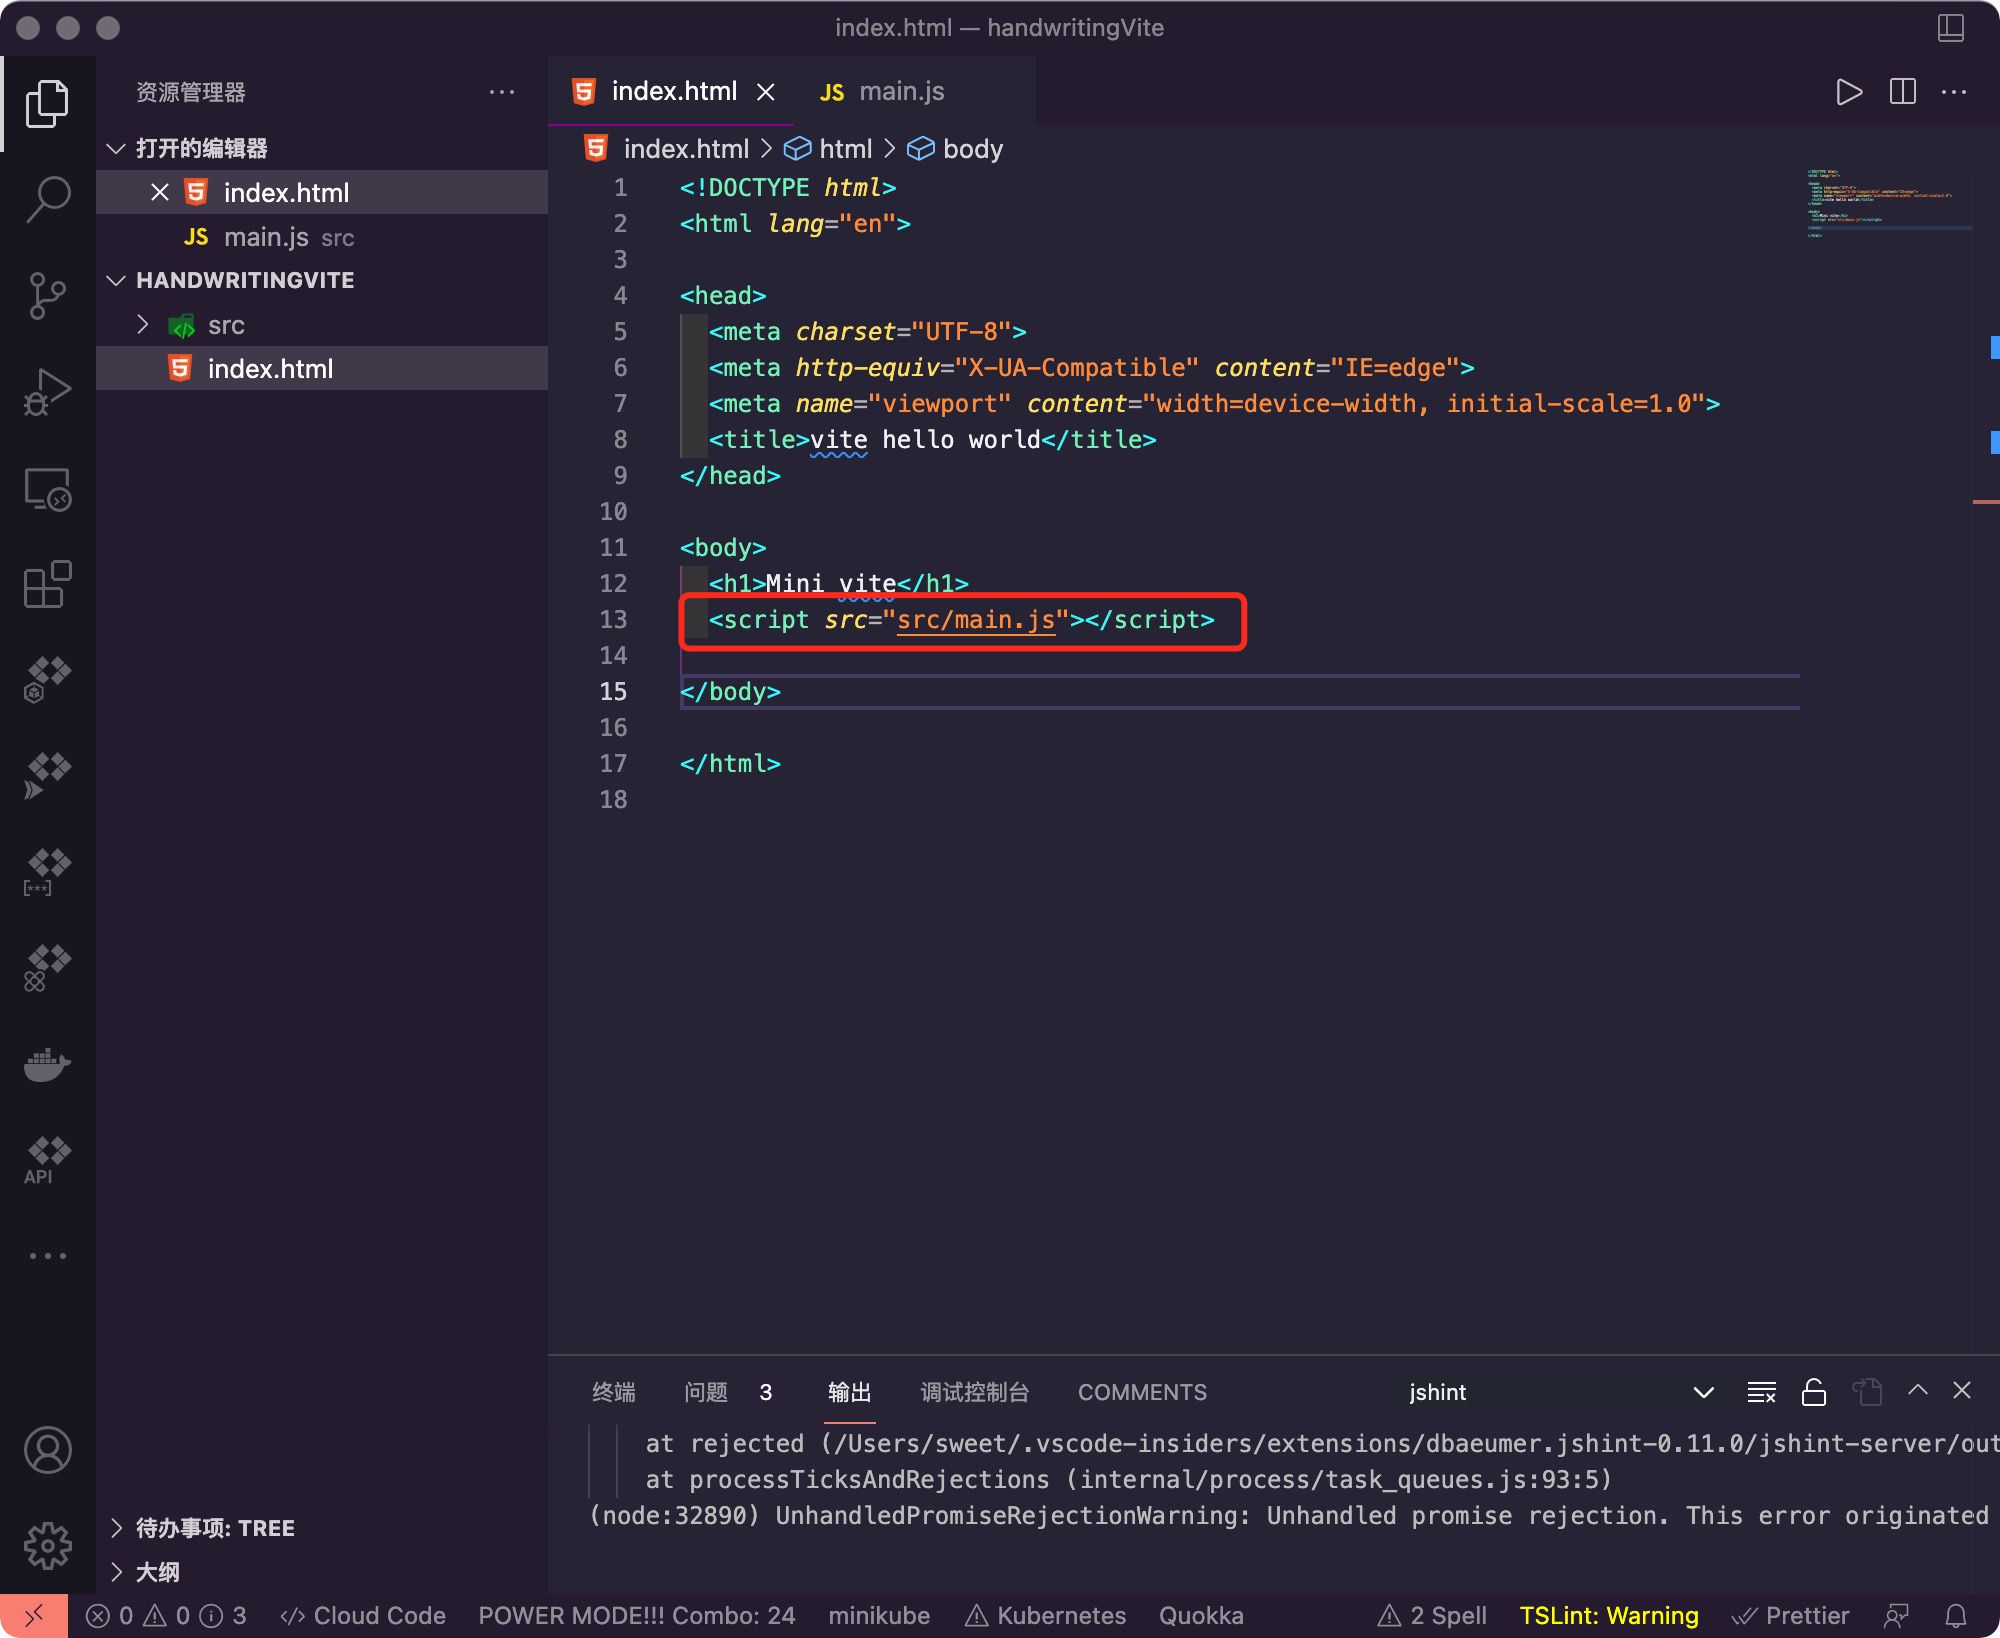 index.html — handwritingVite
资源管理器
打开的编辑器
index.html
main.js src
HANDWRITINGVITE
src
index.html
API
待办事项: TREE
大纲
index.html
JS main.js
index.html > html > body
1 <!DOCTYPE html>
2 <html lang="en">
3
4 <head>
5 <meta charset="UTF-8">
6 <meta http-equiv="X-UA-Compatible" content="IE=edge">
7 <meta name="viewport" content="width=device-width, initial-scale=1.0">
8 <title>vite hello world</title>
9 </head>
10
11 <body>
12 <h1>Mini vite</h1>
13 <script src="src/main.js"></script>
14
15 </body>
16
17 </html>
18
终端 问题 3 输出 调试控制台 COMMENTS jshint
at rejected (/Users/sweet/.vscode-insiders/extensions/dbaeumer.jshint-0.11.0/jshint-server/out
at processTicksAndRejections (internal/process/task_queues.js:93:5)
(node:32890) UnhandledPromiseRejectionWarning: Unhandled promise rejection. This error originated
0 0 3 Cloud Code POWER MODE!!! Combo: 24 minikube Kubernetes Quokka 2 Spell TSLint: Warning Prettier